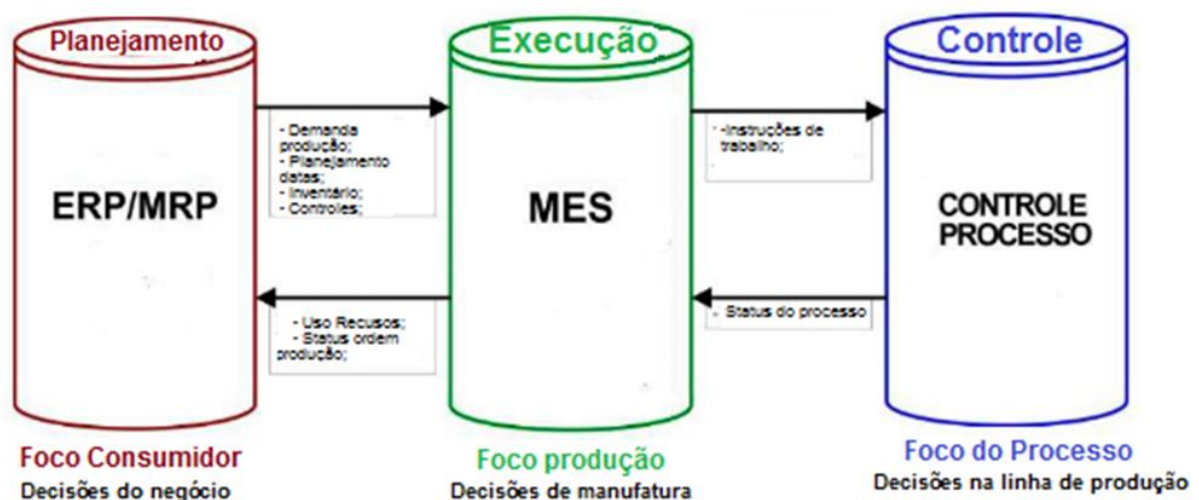 Planejamento
ERP/MRP
Foco Consumidor
Decisões do negócio
- Demanda
produção;
- Planejamento
datas;
- Inventário;
- Controles;
- Uso Recusos;
- Status ordem
produção;
Execução
MES
Foco produção
Decisões de manufatura
- -Instruções de
trabalho;
- Status do processo
Controle
CONTROLE
PROCESSO
Foco do Processo
Decisões na linha de produção